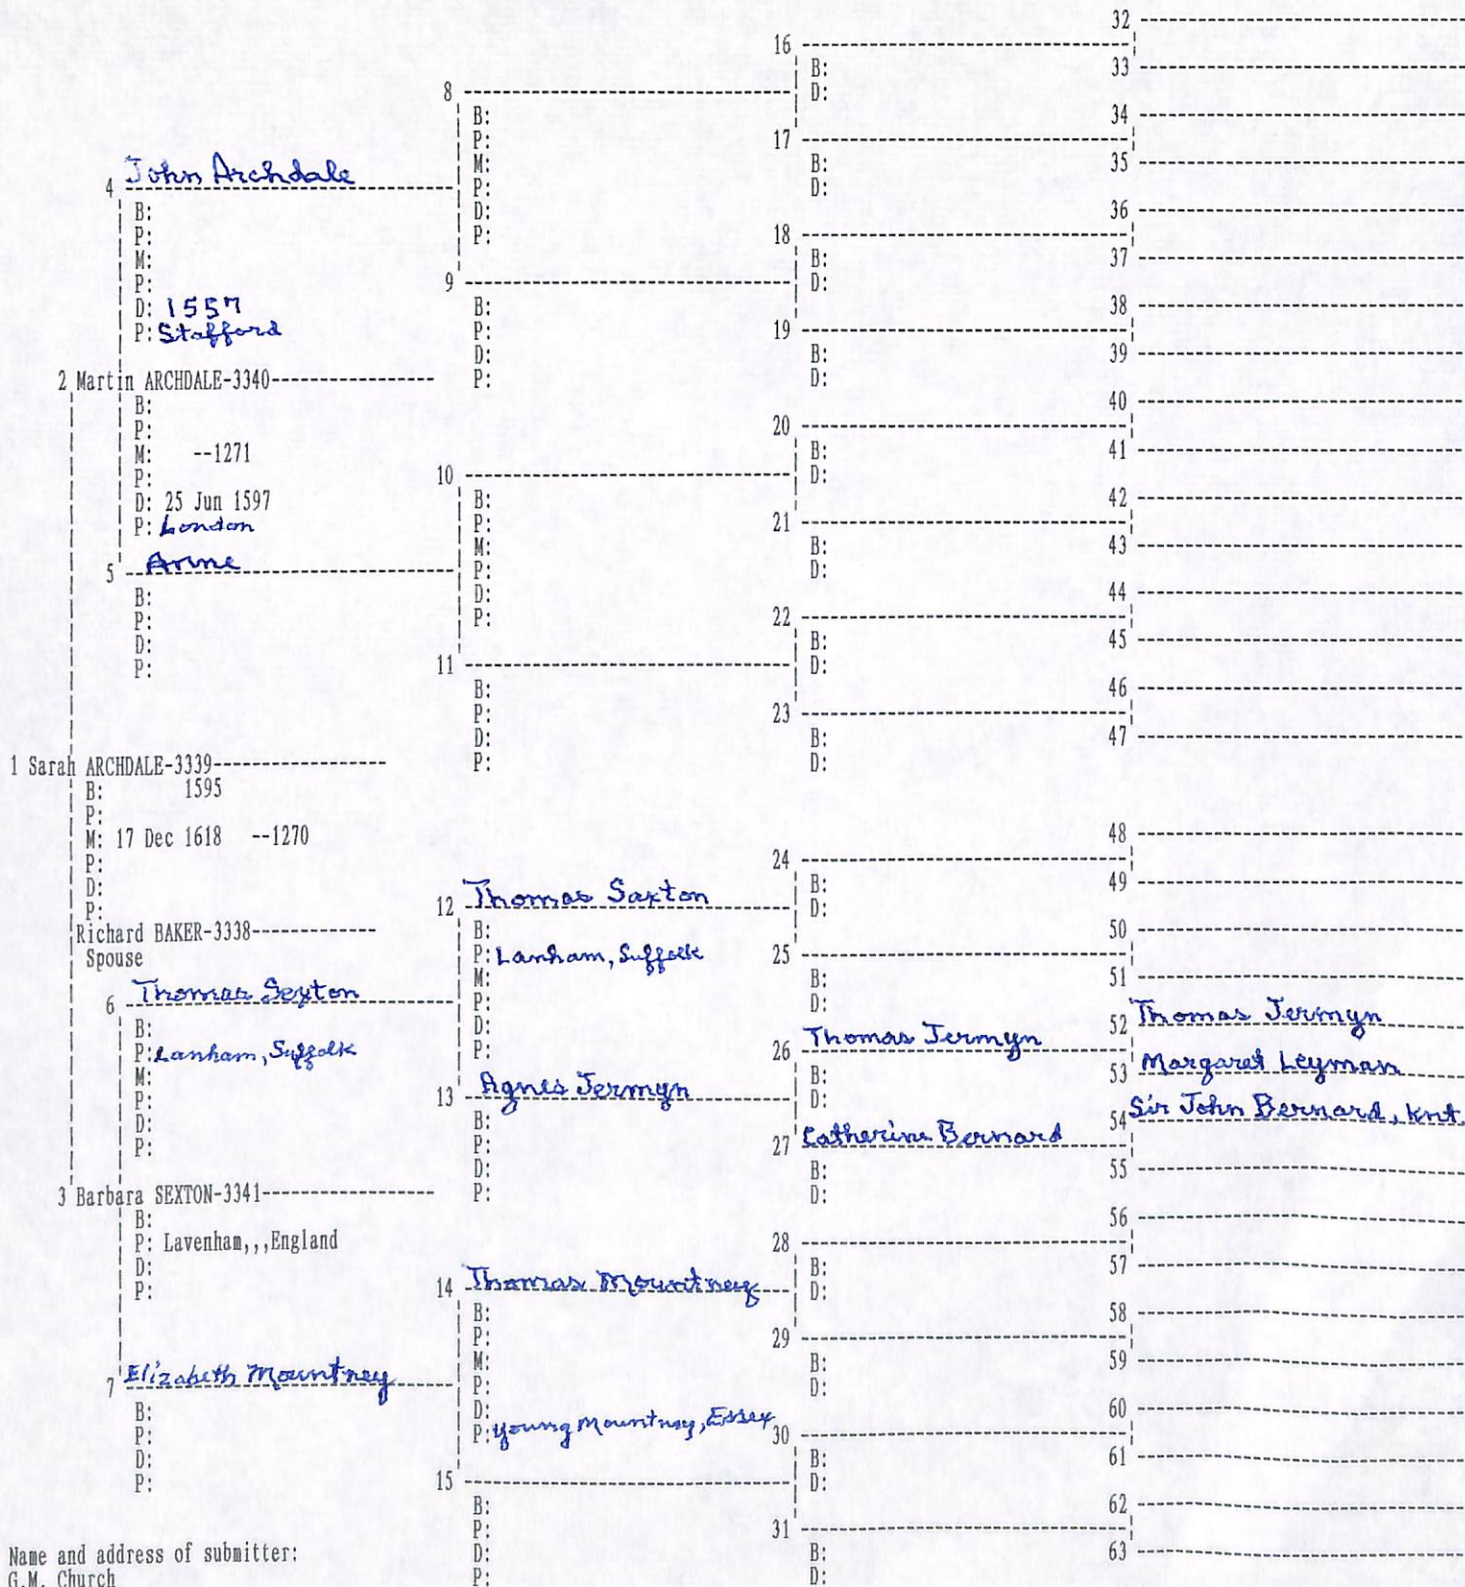 4 John Archdale
B:
P:
M:
P:
D: 1557
P: Stafford
2 Martin ARCHDALE-3340
B:
P:
M: --1271
P:
D: 25 Jun 1597
P: London
5 Anne
B:
P:
D:
P:
1 Sarah ARCHDALE-3339
B: 1595
P:
M: 17 Dec 1618 --1270
P:
D:
P:
Richard BAKER-3338
Spouse
6 Thomas Sexton
B:
P: Lanham, Suffolk
M:
P:
D:
P:
3 Barbara SEXTON-3341
B:
P: Lavenham,,,England
D:
P:
7 Elizabeth Mountney
B:
P:
D:
P:
Name and address of submitter:
G.M. Church
8
B:
P:
M:
P:
D:
P:
9
B:
P:
D:
P:
10
B:
P:
M:
P:
D:
P:
11
B:
P:
D:
P:
12 Thomas Saxton
B:
P: Lanham, Suffolk
M:
P:
D:
P:
13 Agnes Jermyn
B:
P:
D:
P:
14 Thomas Mountney
B:
P:
M:
P:
D:
P: young Mountney, Essex
15
B:
P:
D:
P:
16
B:
D:
17
B:
D:
18
B:
D:
19
B:
D:
20
B:
D:
21
B:
D:
22
B:
D:
23
B:
D:
24
B:
D:
25
B:
D:
26 Thomas Jermyn
B:
D:
27 Catherine Bernard
B:
D:
28
B:
D:
29
B:
D:
30
B:
D:
31
B:
D:
32
33
34
35
36
37
38
39
40
41
42
43
44
45
46
47
48
49
50
51
52 Thomas Jermyn
53 Margaret Leyman
54 Sir John Bernard, Knt.
55
56
57
58
59
60
61
62
63